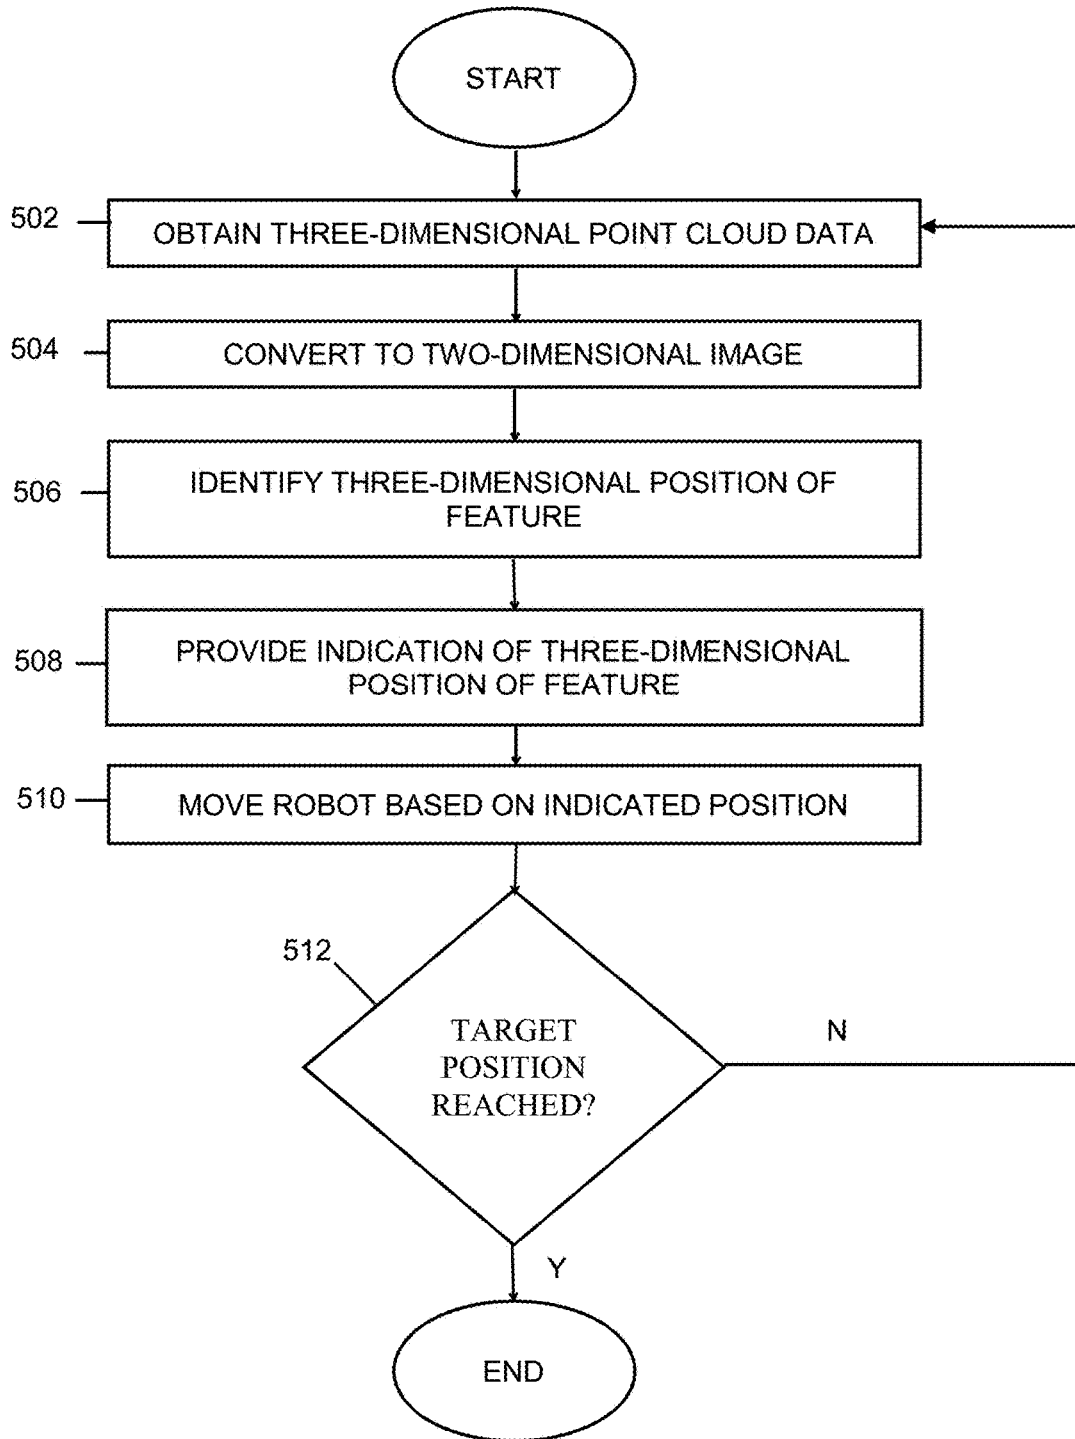 START
502
OBTAIN THREE-DIMENSIONAL POINT CLOUD DATA
504
CONVERT TO TWO-DIMENSIONAL IMAGE
506
IDENTIFY THREE-DIMENSIONAL POSITION OF
FEATURE
508
PROVIDE INDICATION OF THREE-DIMENSIONAL
POSITION OF FEATURE
510
MOVE ROBOT BASED ON INDICATED POSITION
512
TARGET
POSITION
REACHED?
N
Y
END